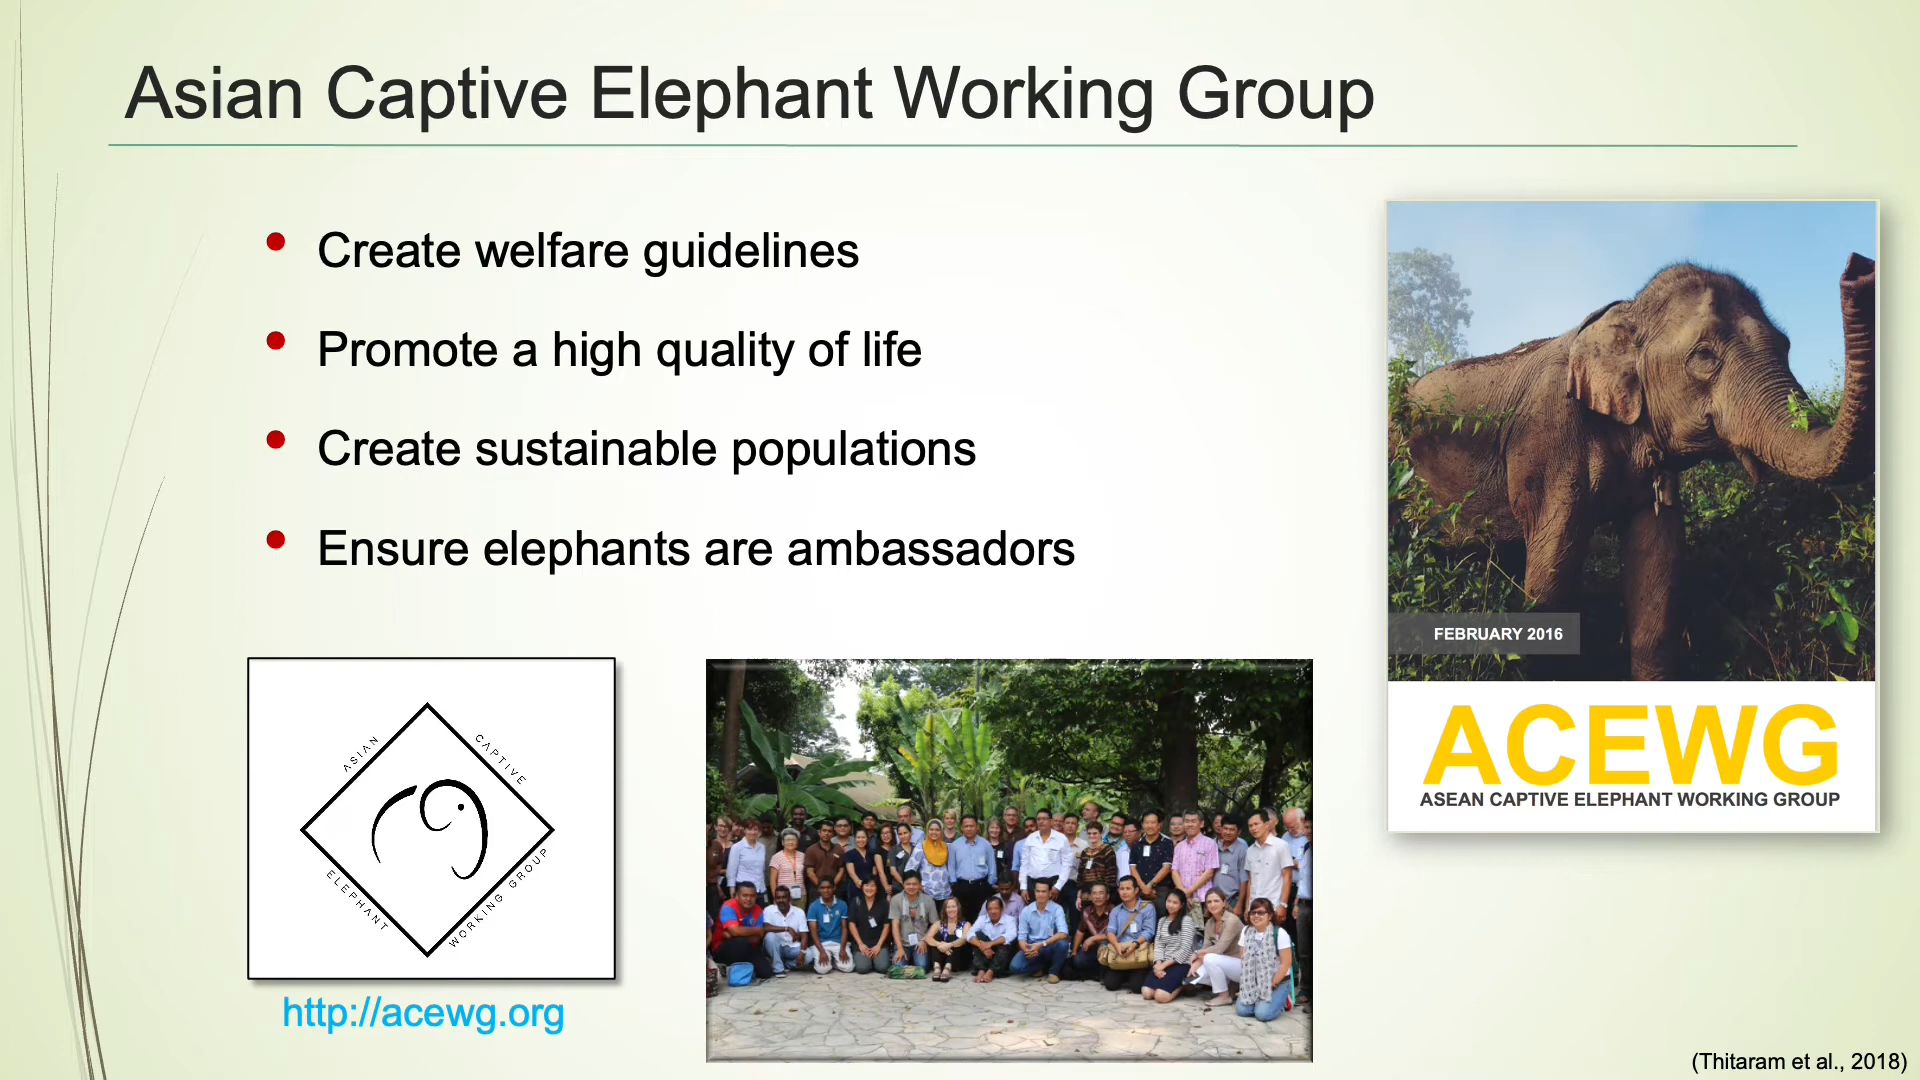 Asian Captive Elephant Working Group
Create welfare guidelines
Promote a high quality of life
Create sustainable populations
Ensure elephants are ambassadors
FEBRUARY 2016
ACEWG
ASEAN CAPTIVE ELEPHANT WORKING GROUP
ASIAN
CAPTIVE
ELEPHANT
WORKING GROUP
http://acewg.org
(Thitaram et al., 2018)